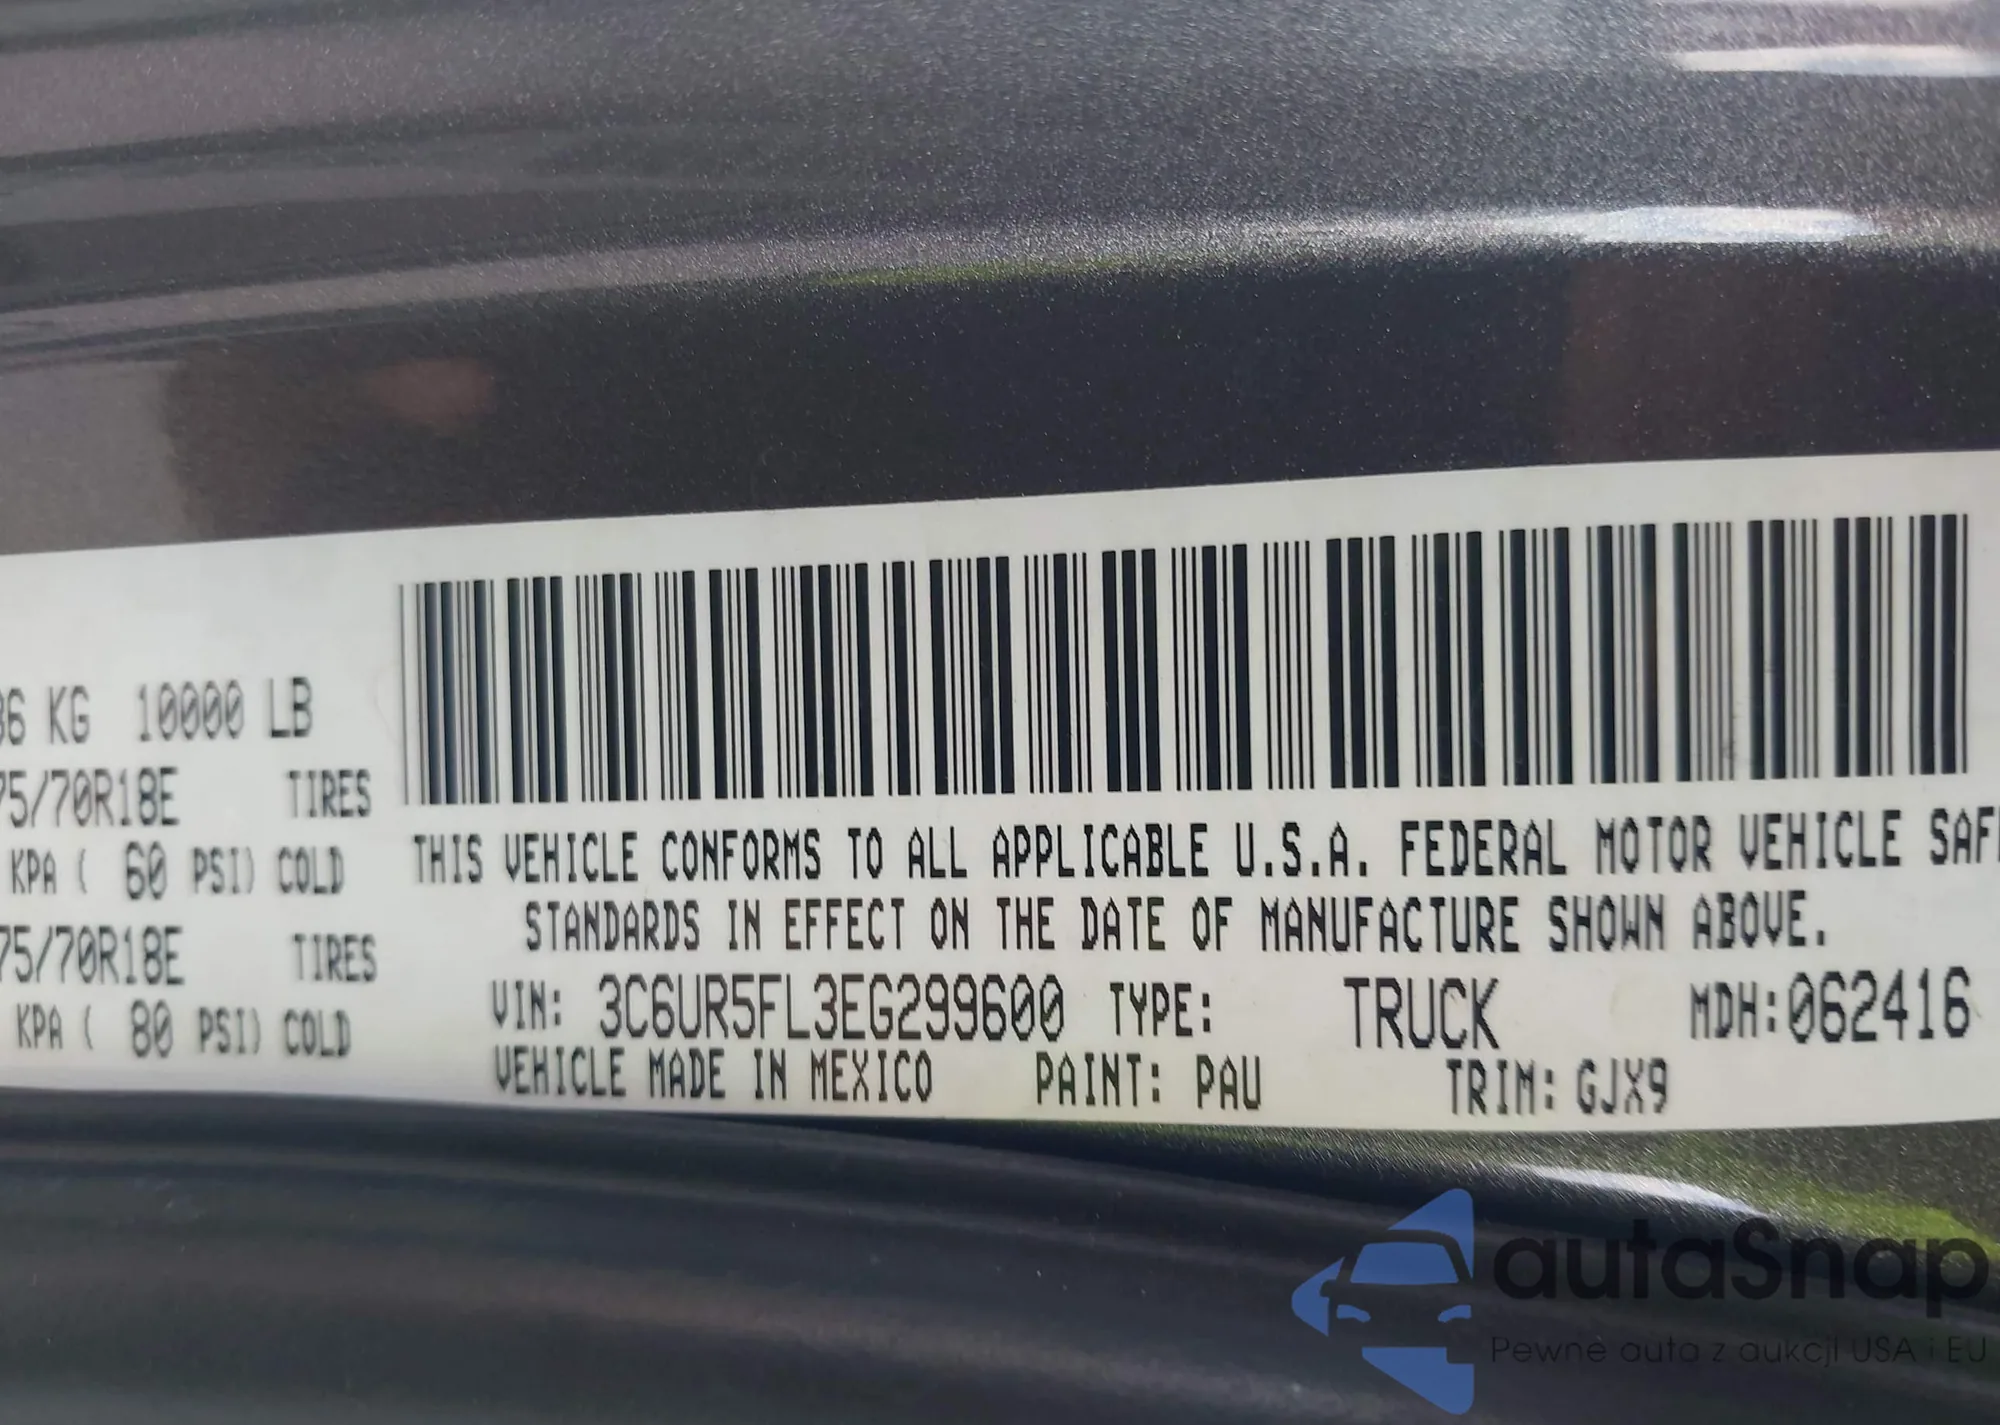 36 KG 10000 LB
75/70R18E TIRES
KPA ( 60 PSI) COLD
75/70R18E TIRES
KPA ( 80 PSI) COLD
THIS VEHICLE CONFORMS TO ALL APPLICABLE U.S.A. FEDERAL MOTOR VEHICLE SAFE
STANDARDS IN EFFECT ON THE DATE OF MANUFACTURE SHOWN ABOVE.
VIN: 3C6UR5FL3EG299600 TYPE: TRUCK MDH:062416
VEHICLE MADE IN MEXICO PAINT: PAU TRIM: GJX9
autaSnap
Pewne auta z aukcji USA i EU